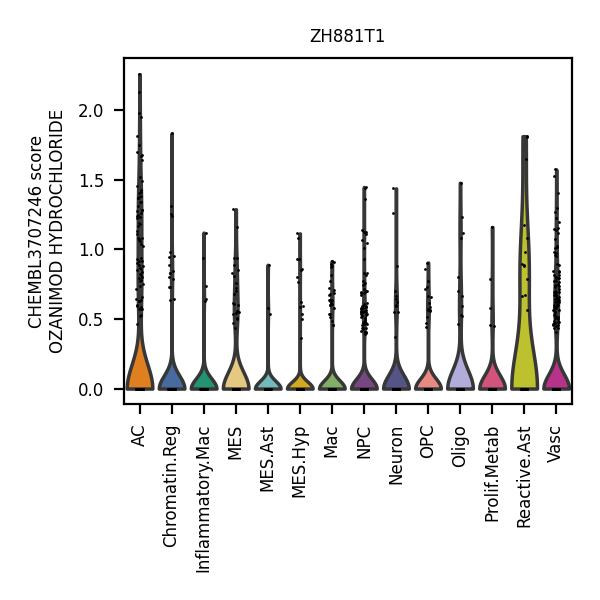 ZH881T1
CHEMBL3707246 score
OZANIMOD HYDROCHLORIDE
2.0
1.5
1.0
0.5
0.0
AC
Chromatin.Reg
Inflammatory.Mac
MES
MES.Ast
MES.Hyp
Mac
NPC
Neuron
OPC
Oligo
Prolif.Metab
Reactive.Ast
Vasc